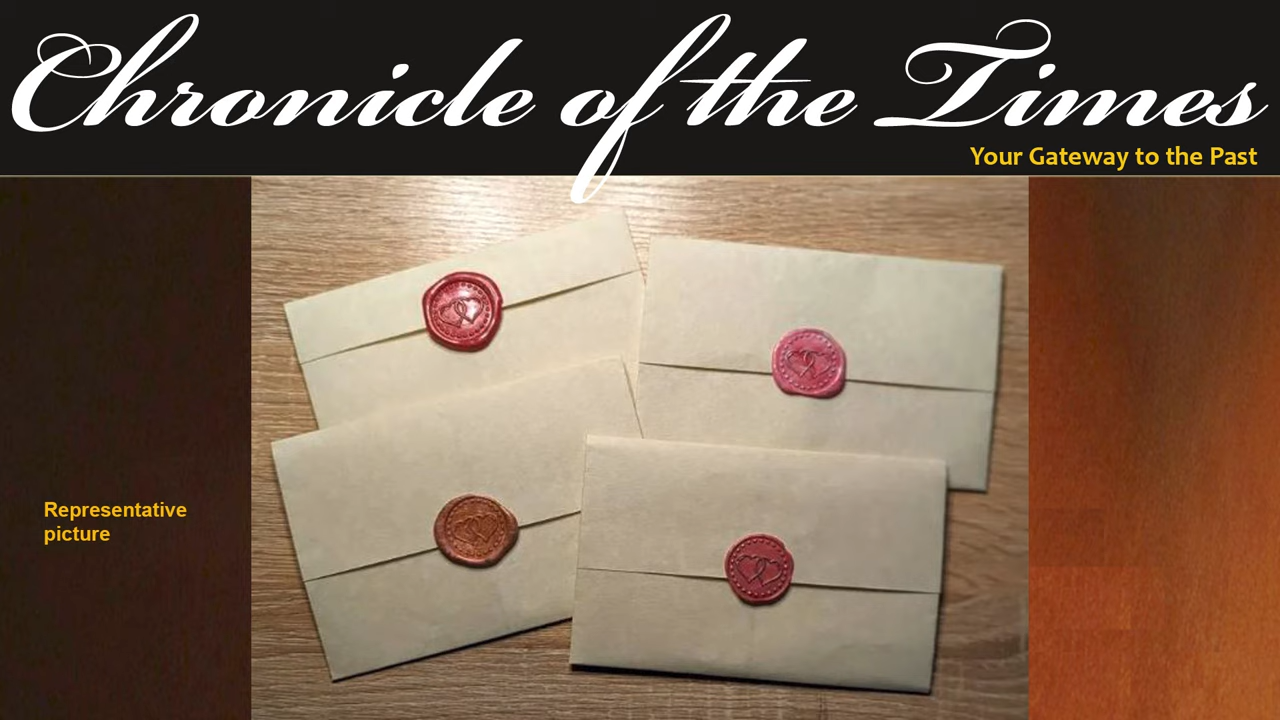 Chronicle of the Times
Your Gateway to the Past
Representative
picture